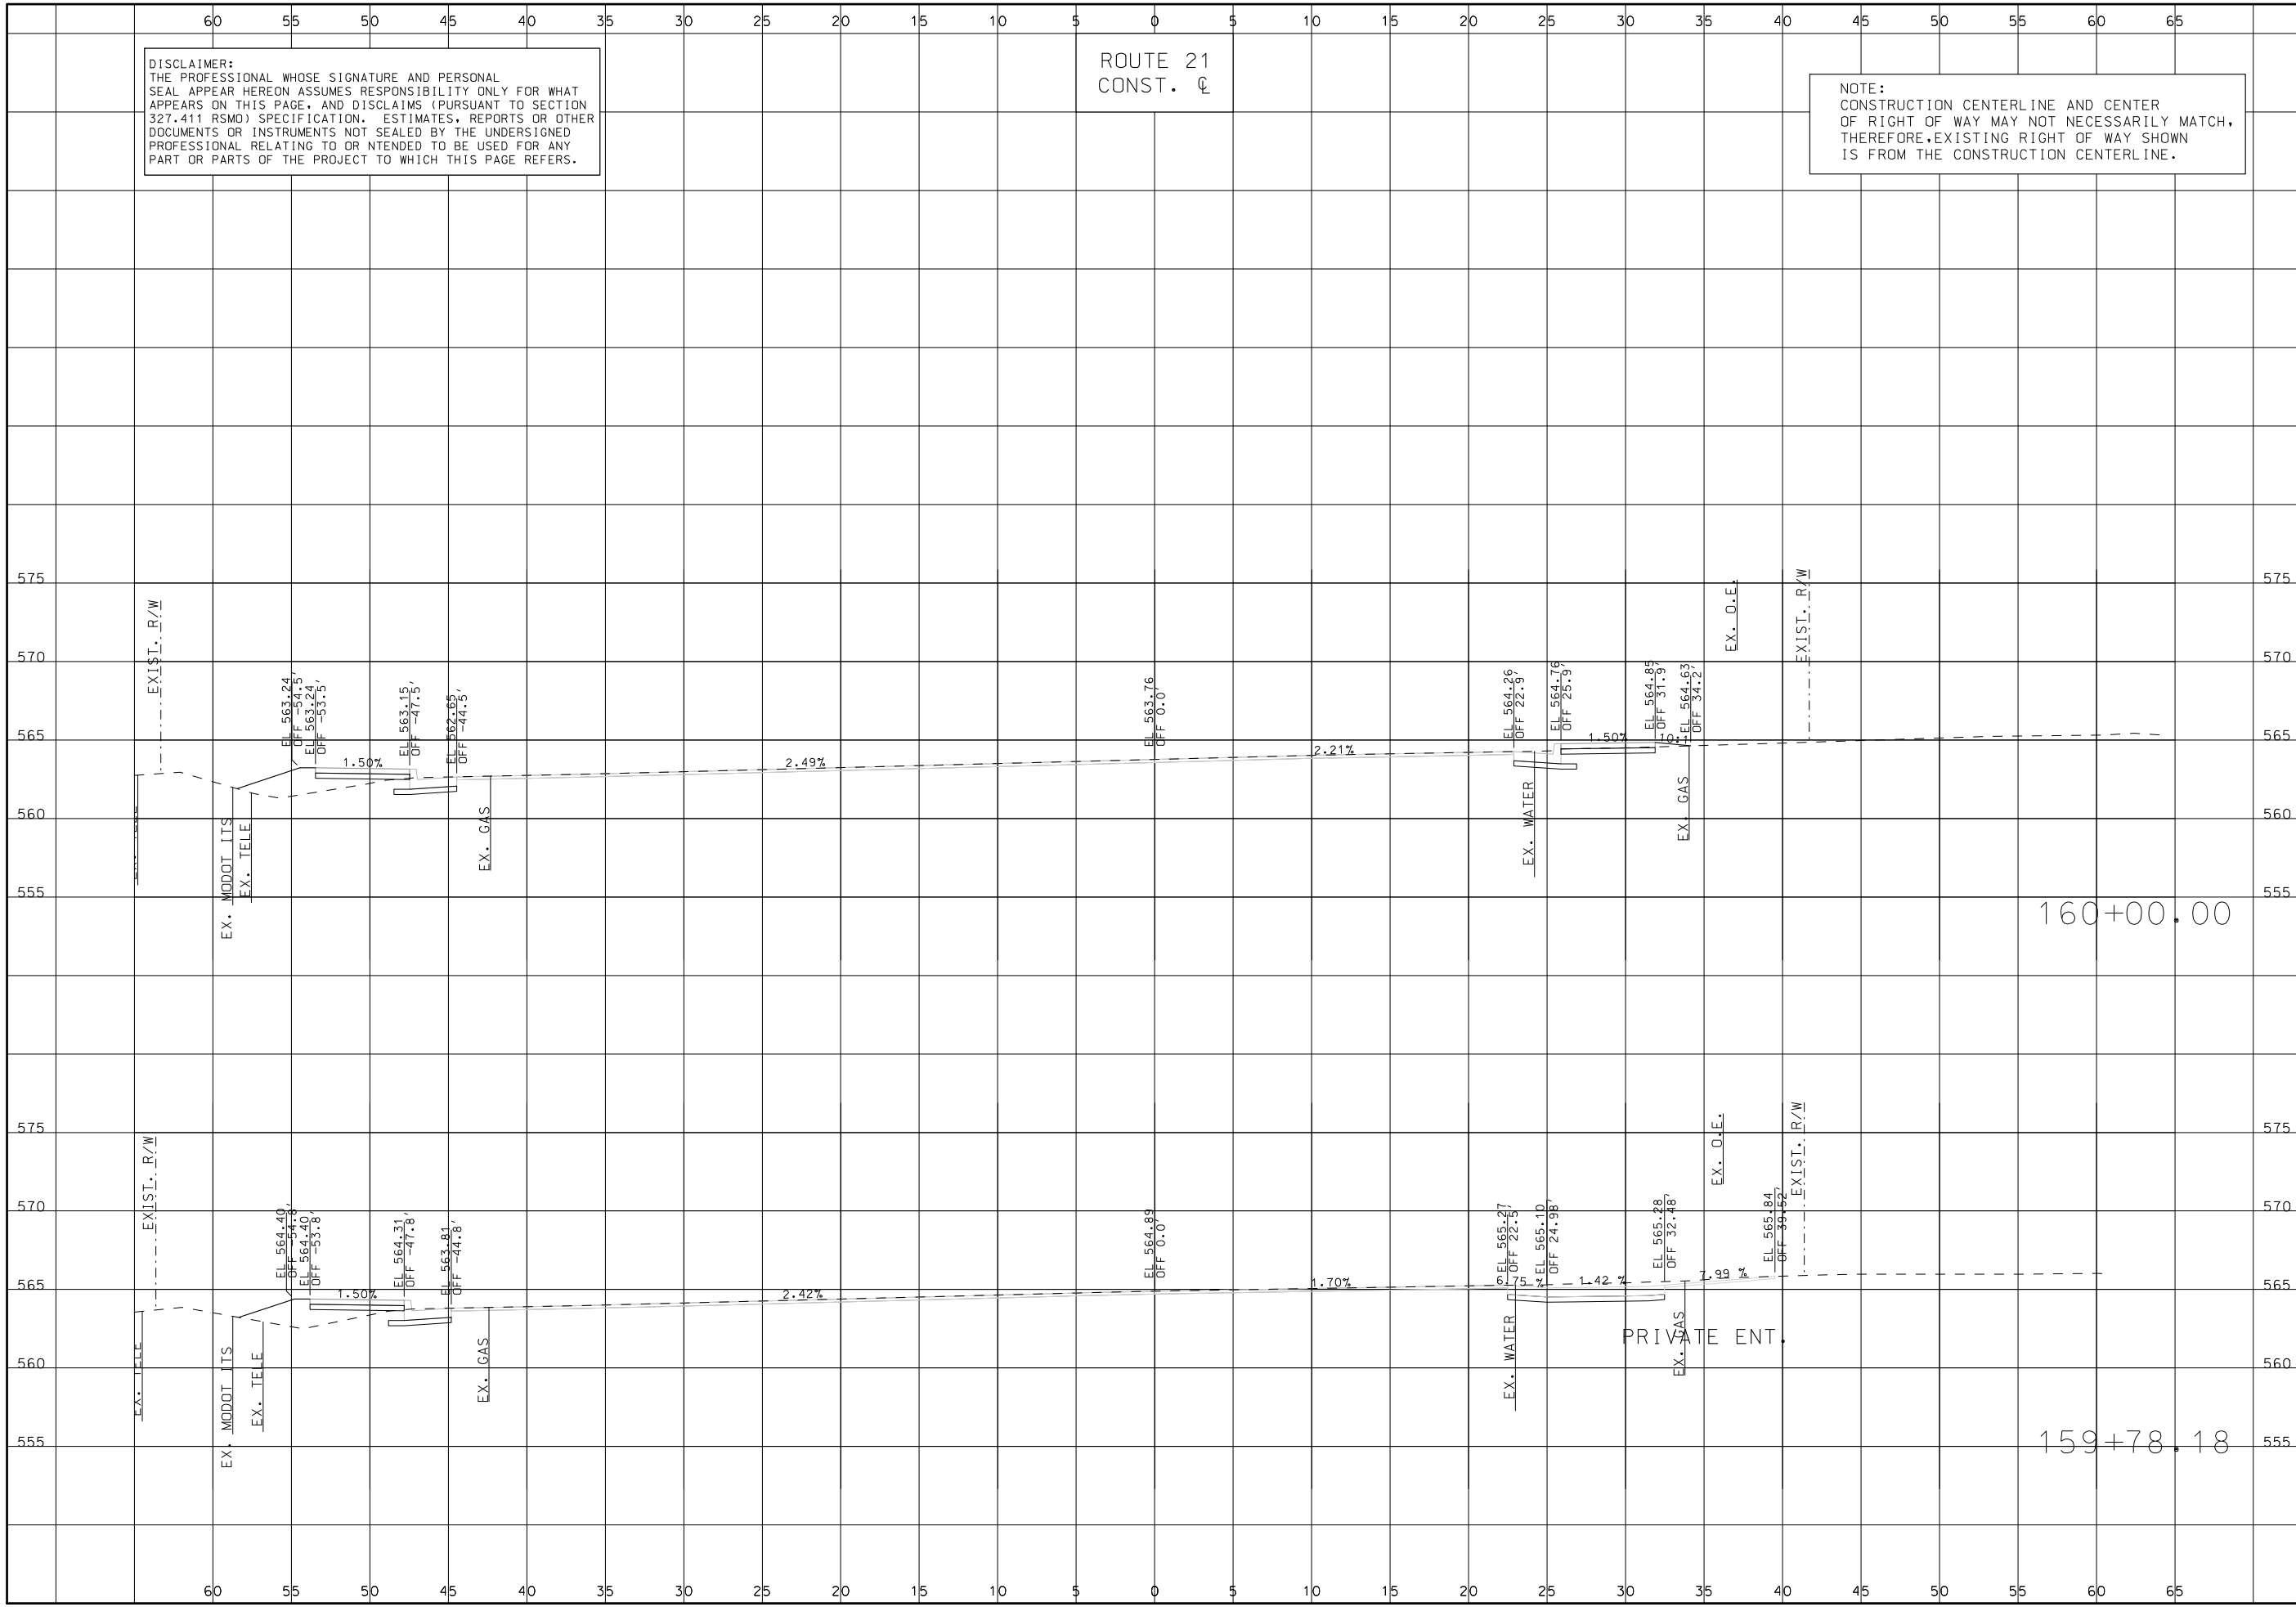 60 55 50 45 40 35 30 25 20 15 10 5 0 5 10 15 20 25 30 35 40 45 50 55 60 65
DISCLAIMER:
THE PROFESSIONAL WHOSE SIGNATURE AND PERSONAL
SEAL APPEAR HEREON ASSUMES RESPONSIBILITY ONLY FOR WHAT
APPEARS ON THIS PAGE, AND DISCLAIMS (PURSUANT TO SECTION
327.411 RSMO) SPECIFICATION. ESTIMATES, REPORTS OR OTHER
DOCUMENTS OR INSTRUMENTS NOT SEALED BY THE UNDERSIGNED
PROFESSIONAL RELATING TO OR NTENDED TO BE USED FOR ANY
PART OR PARTS OF THE PROJECT TO WHICH THIS PAGE REFERS.
ROUTE 21
CONST. ℄
NOTE:
CONSTRUCTION CENTERLINE AND CENTER
OF RIGHT OF WAY MAY NOT NECESSARILY MATCH,
THEREFORE,EXISTING RIGHT OF WAY SHOWN
IS FROM THE CONSTRUCTION CENTERLINE.
575 575
570 570
565 565
560 560
555 555
EXIST. R/W
EL 563.24
OFF -54.5'
EL 563.24
OFF -53.5'
EL 563.15
OFF -47.5'
EL 562.65
OFF -44.5'
EL 563.76
OFF 0.0'
EL 564.26
OFF 22.9'
EL 564.76
OFF 25.9'
EL 564.85
OFF 31.9'
EL 564.63
OFF 34.2'
EX. O.E.
EXIST. R/W
1.50%
2.49%
2.21%
1.50%
10:1
EX. MODOT ITS
EX. TELE
EX. GAS
EX. WATER
EX. GAS
160+00.00
575 575
570 570
565 565
560 560
555 555
EXIST. R/W
EL 564.40
OFF -54.8'
EL 564.40
OFF -53.8'
EL 564.31
OFF -47.8'
EL 563.81
OFF -44.8'
EL 564.89
OFF 0.0'
EL 565.27
OFF 22.5'
EL 565.10
OFF 24.98'
EL 565.28
OFF 32.48'
EL 565.84
OFF 39.52'
EX. O.E.
EXIST. R/W
1.50%
2.42%
1.70%
6.75 %
1.42 %
7.99 %
EX. TELE
EX. MODOT ITS
EX. TELE
EX. GAS
EX. WATER
EX. GAS
PRIVATE ENT.
159+78.18
60 55 50 45 40 35 30 25 20 15 10 5 0 5 10 15 20 25 30 35 40 45 50 55 60 65